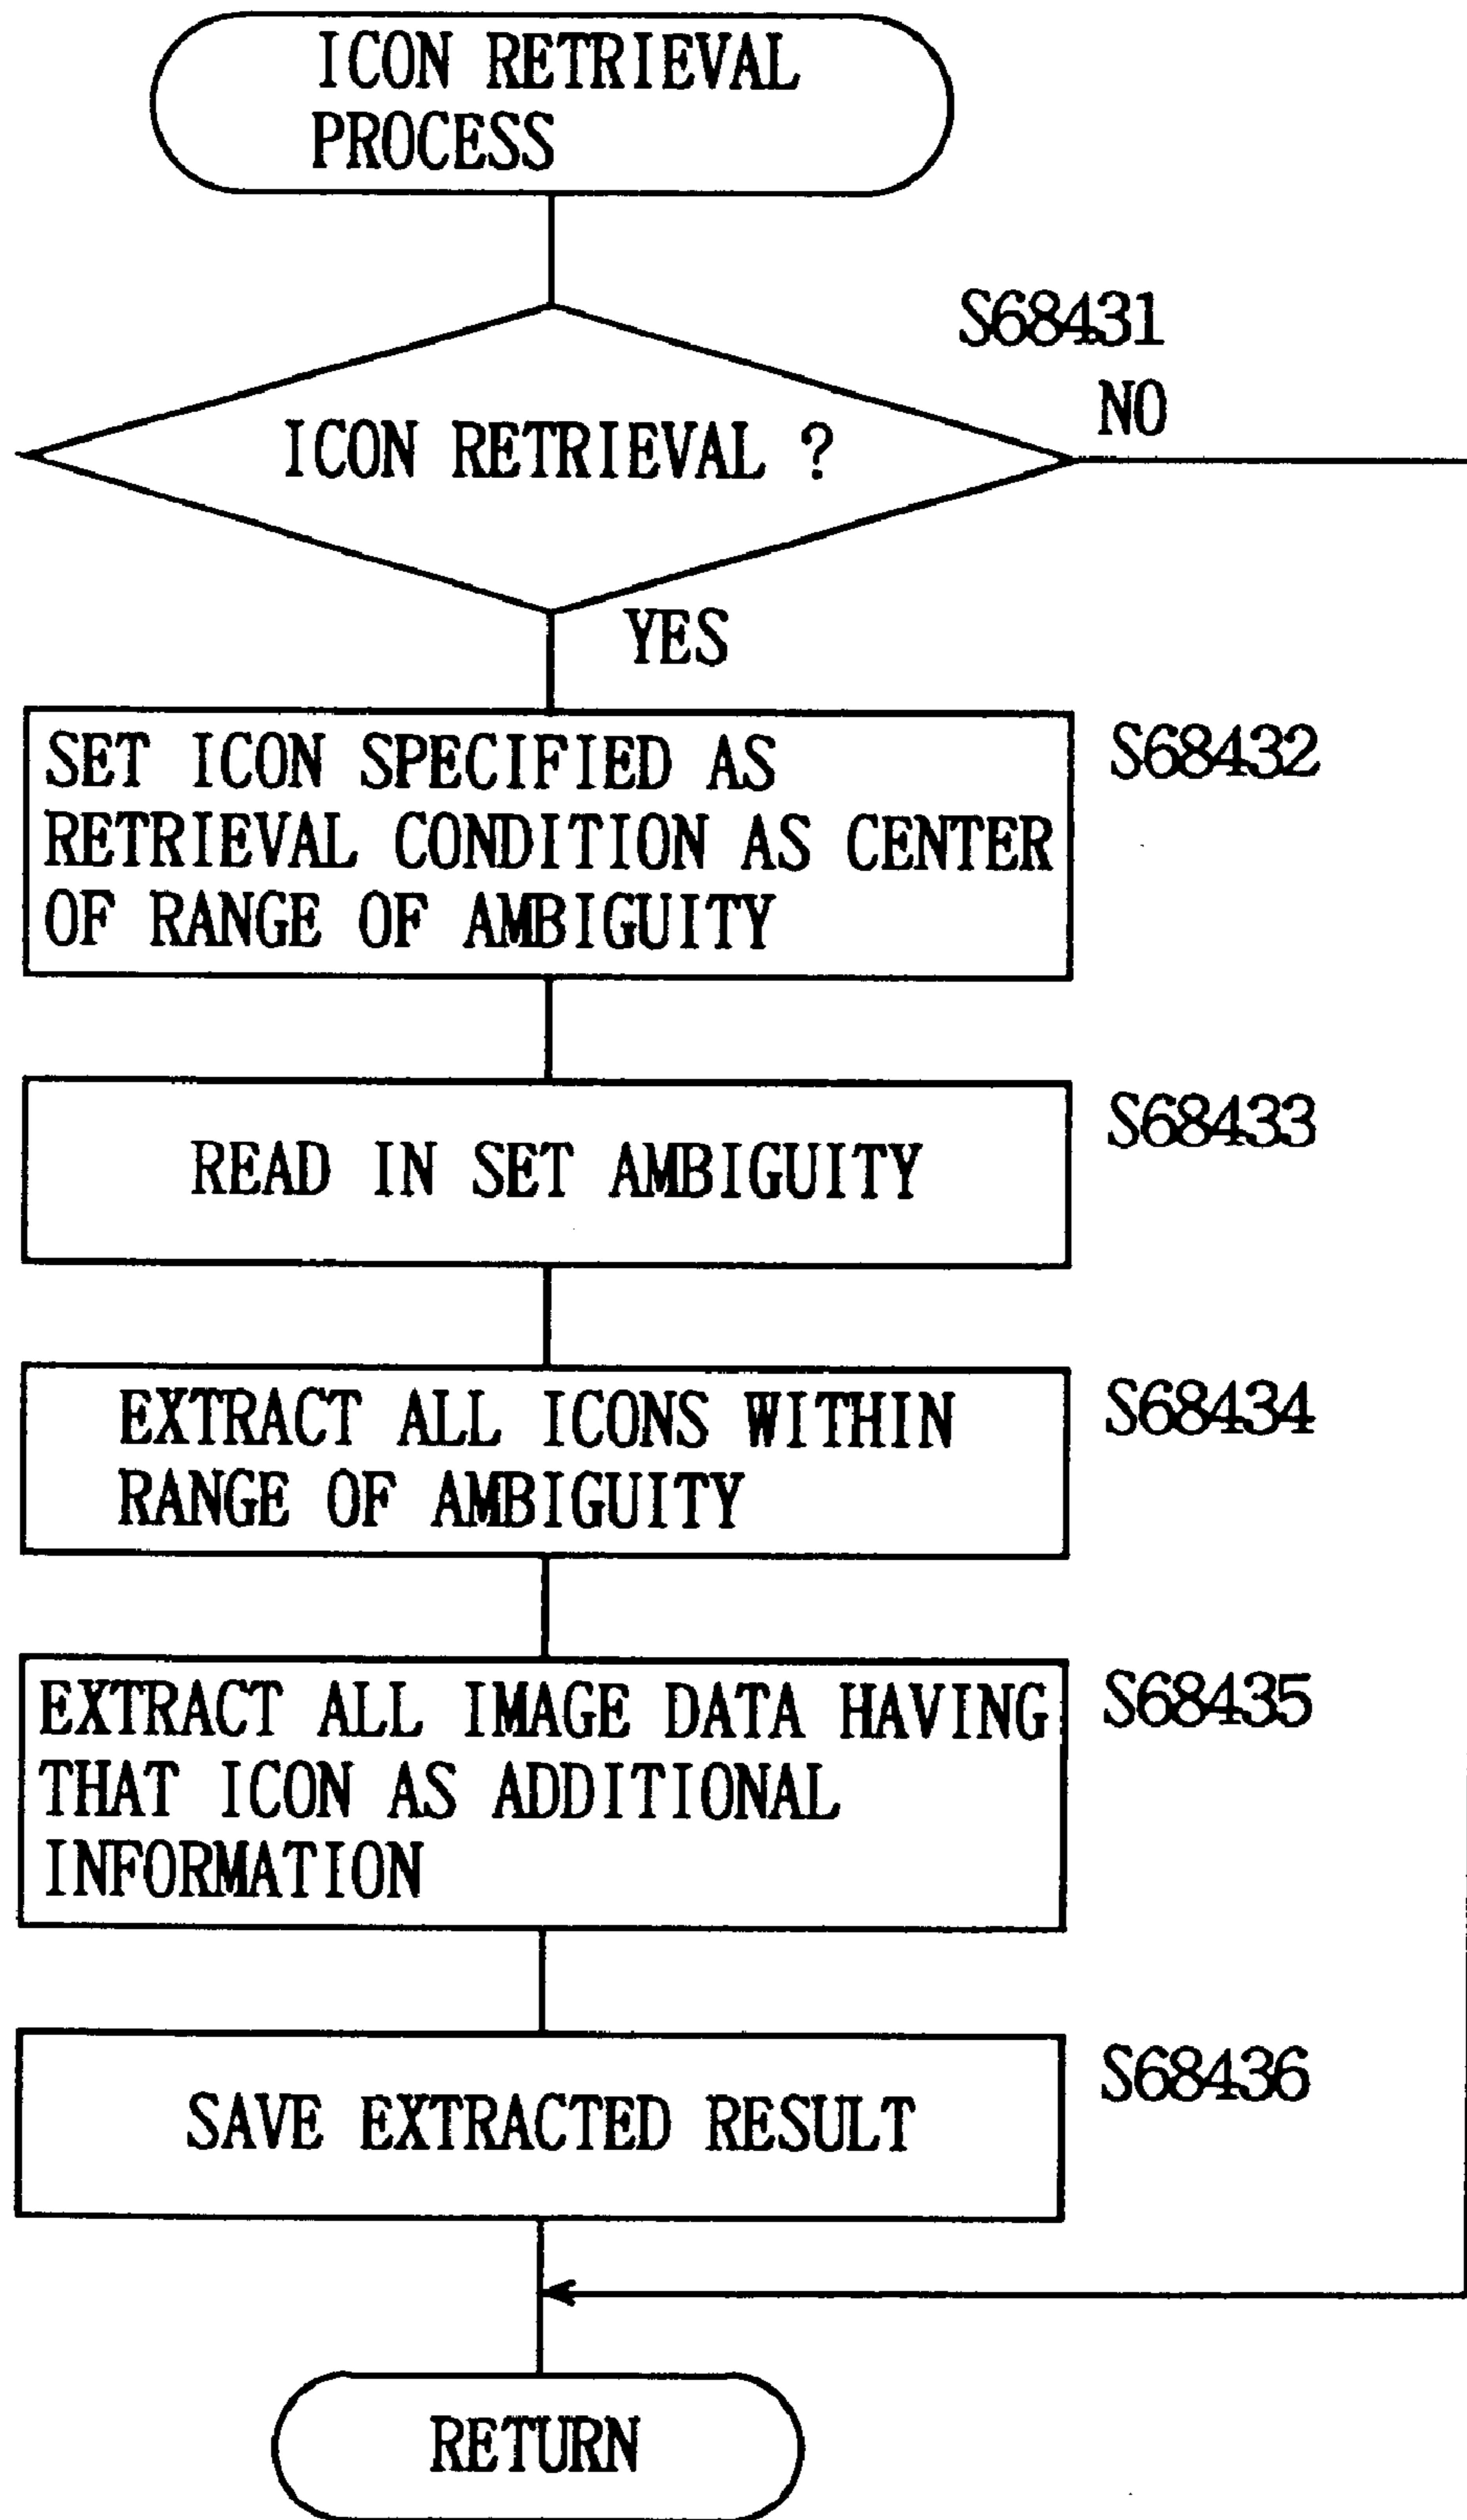 ICON RETRIEVAL
PROCESS
S68431
ICON RETRIEVAL ?
NO
YES
SET ICON SPECIFIED AS
RETRIEVAL CONDITION AS CENTER
OF RANGE OF AMBIGUITY
S68432
READ IN SET AMBIGUITY
S68433
EXTRACT ALL ICONS WITHIN
RANGE OF AMBIGUITY
S68434
EXTRACT ALL IMAGE DATA HAVING
THAT ICON AS ADDITIONAL
INFORMATION
S68435
SAVE EXTRACTED RESULT
S68436
RETURN